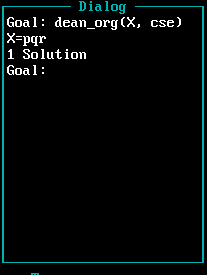 Dialog
Goal: dean_org(X, cse)
X=pqr
1 Solution
Goal: